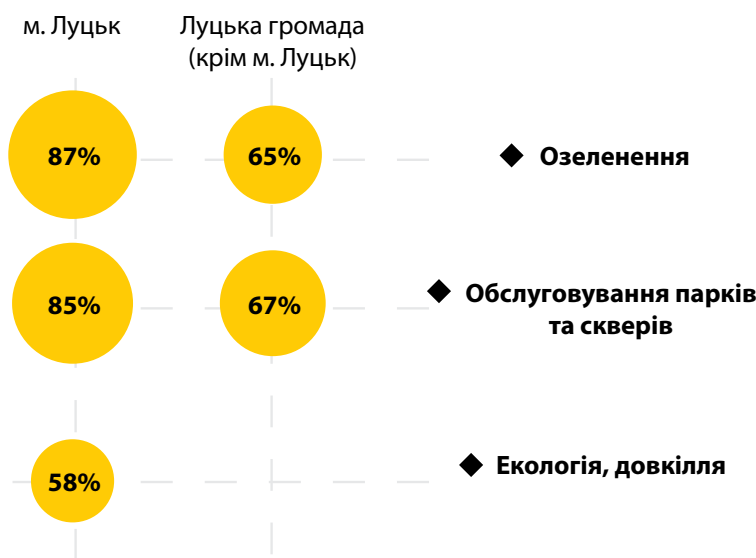 м. Луцьк
Луцька громада
(крім м. Луцьк)
87%
65%
◆ Озеленення
85%
67%
◆ Обслуговування парків
та скверів
58%
◆ Екологія, довкілля